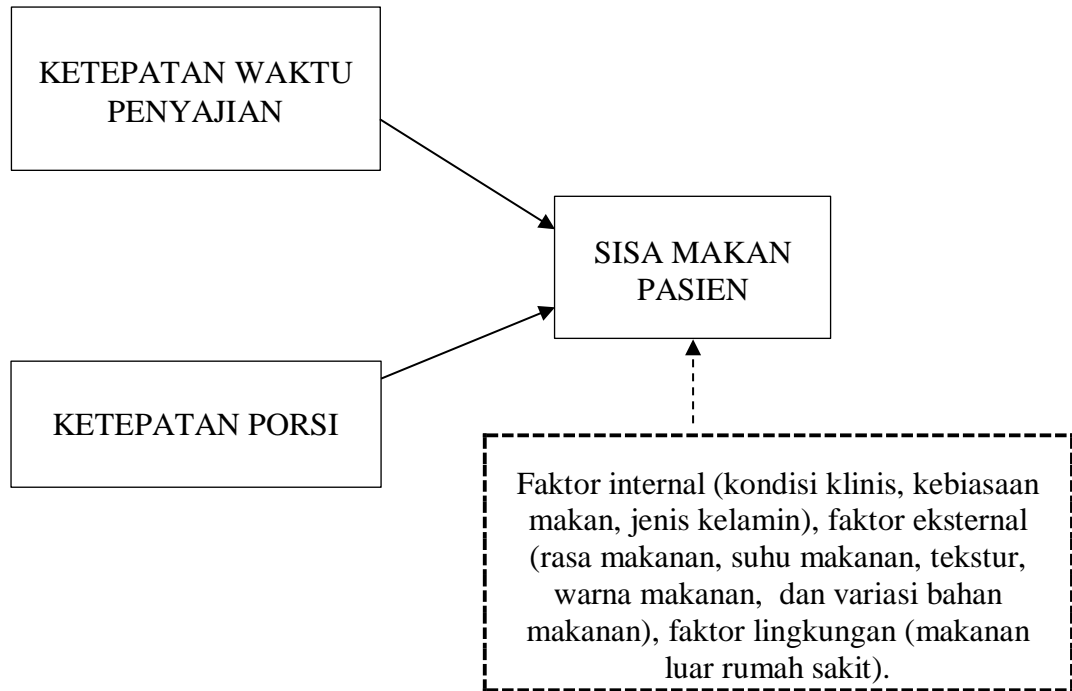 KETEPATAN WAKTU
PENYAJIAN
SISA MAKAN
PASIEN
KETEPATAN PORSI
Faktor internal (kondisi klinis, kebiasaan
makan, jenis kelamin), faktor eksternal
(rasa makanan, suhu makanan, tekstur,
warna makanan, dan variasi bahan
makanan), faktor lingkungan (makanan
luar rumah sakit).